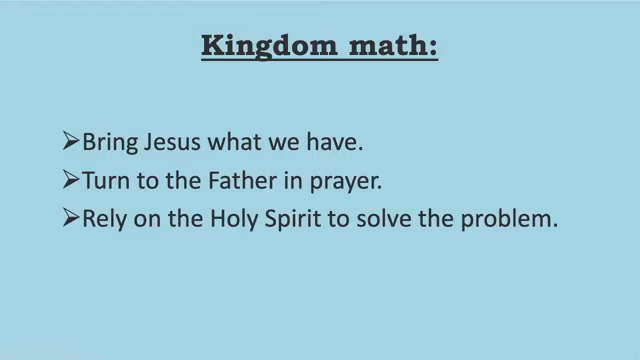 Kingdom math:
➢Bring Jesus what we have.
➢Turn to the Father in prayer.
➢Rely on the Holy Spirit to solve the problem.